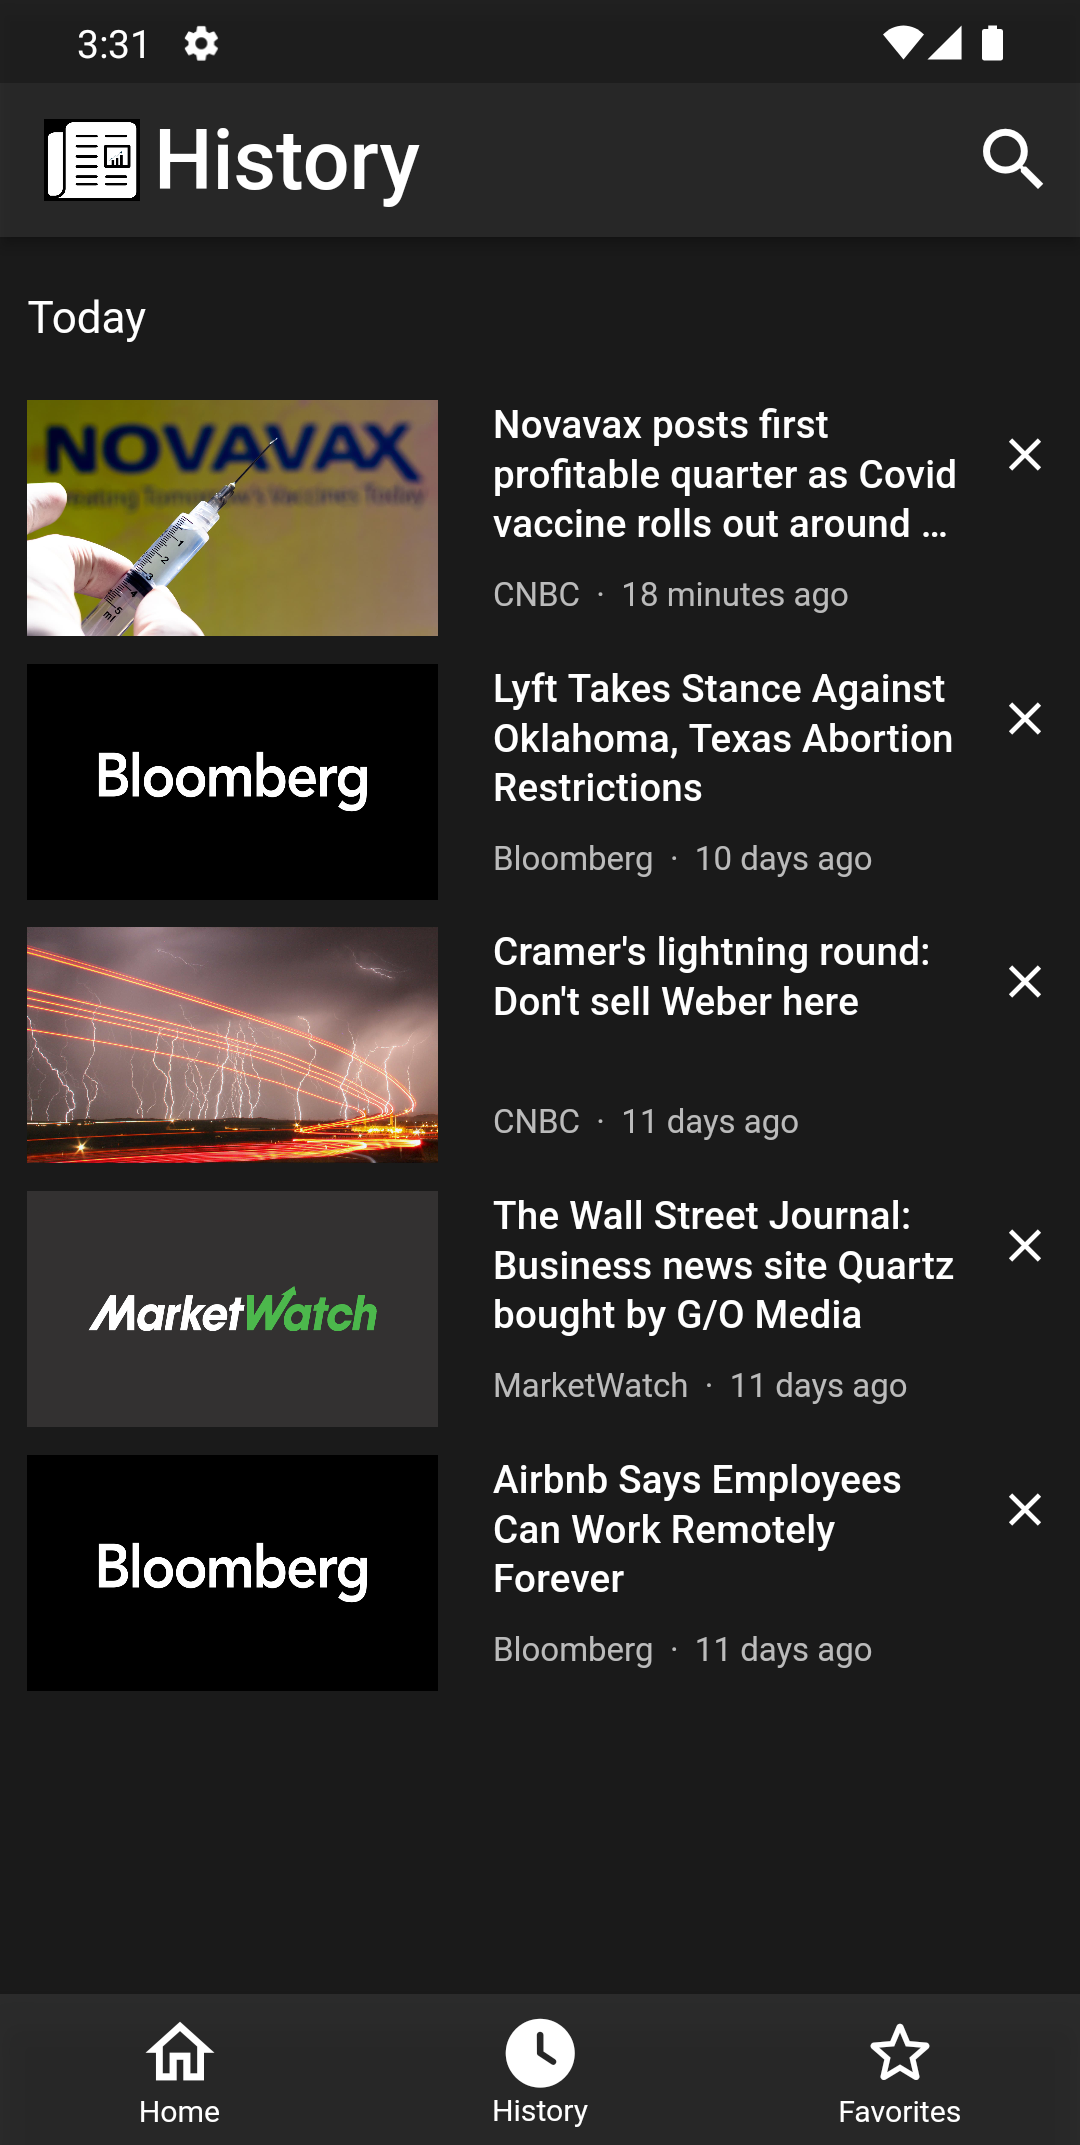 3:31
History
Today
NOVAVAX
Creating Tomorrow's Vaccines Today
Novavax posts first
profitable quarter as Covid
vaccine rolls out around ...
CNBC · 18 minutes ago
Bloomberg
Lyft Takes Stance Against
Oklahoma, Texas Abortion
Restrictions
Bloomberg · 10 days ago
Cramer's lightning round:
Don't sell Weber here
CNBC · 11 days ago
MarketWatch
The Wall Street Journal:
Business news site Quartz
bought by G/O Media
MarketWatch · 11 days ago
Bloomberg
Airbnb Says Employees
Can Work Remotely
Forever
Bloomberg · 11 days ago
Home
History
Favorites